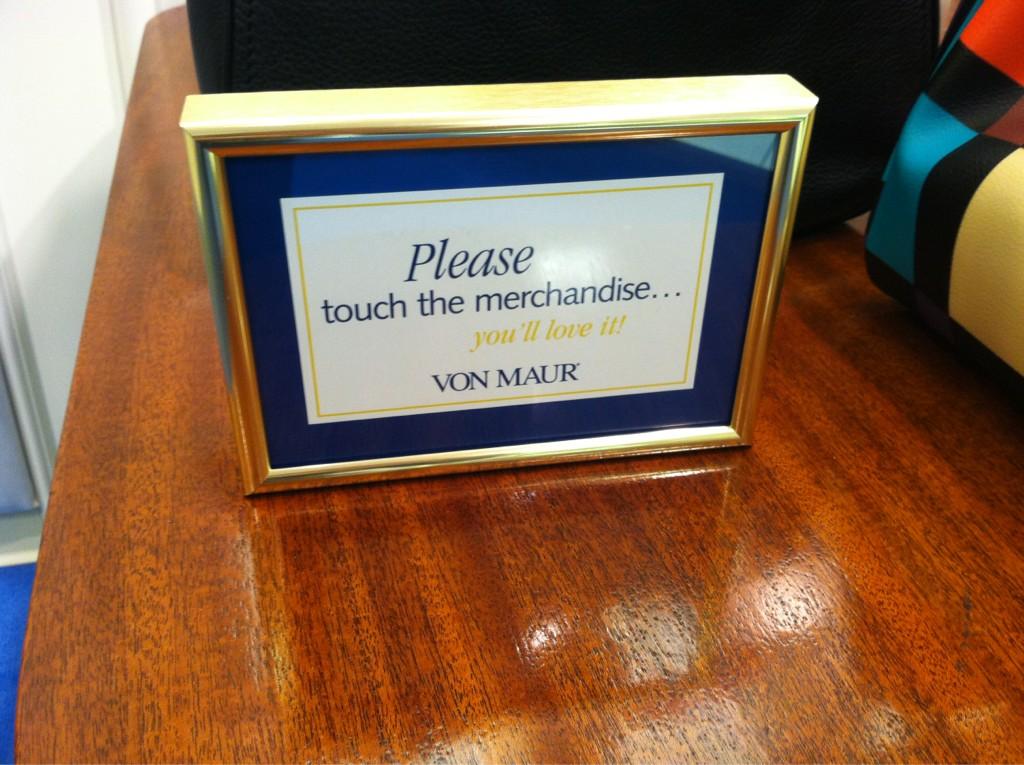 Please
touch the merchandise...
you'll love it!
VON MAUR®